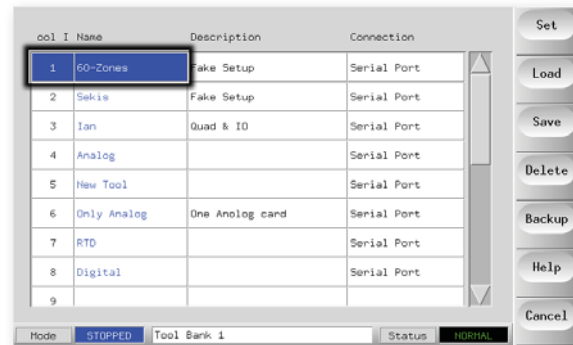 ool I Name Description Connection
1 60-Zones Fake Setup Serial Port
2 Sekis Fake Setup Serial Port
3 Ian Quad & IO Serial Port
4 Analog Serial Port
5 New Tool Serial Port
6 Only Analog One Anolog card Serial Port
7 RTD Serial Port
8 Digital Serial Port
9
Set
Load
Save
Delete
Backup
Help
Cancel
Mode STOPPED Tool Bank 1 Status NORMAL